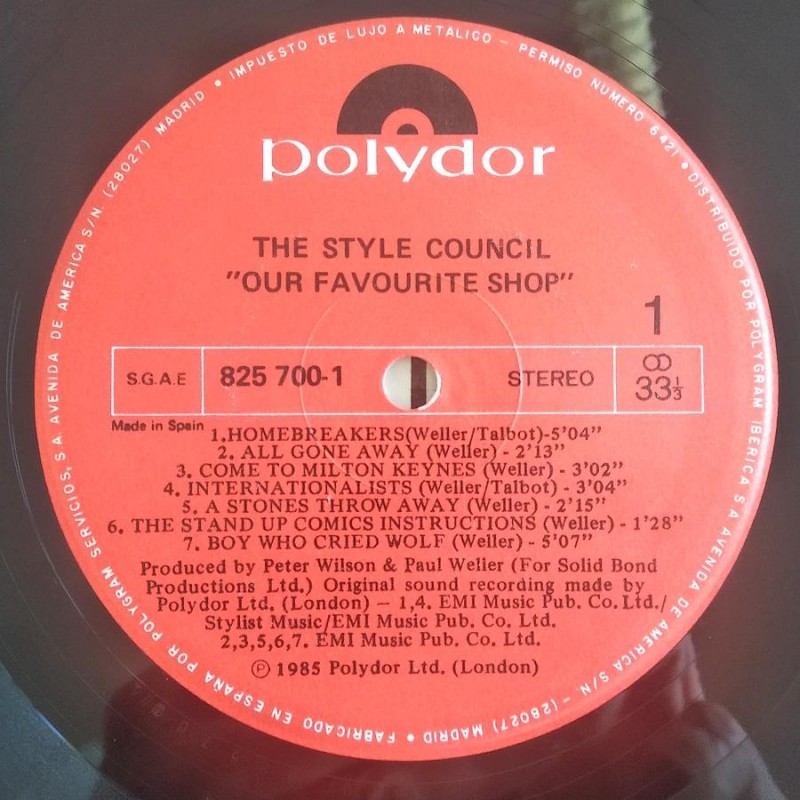 IMPUESTO DE LUJO A METALICO - PERMISO NUMERO 6421 • DISTRIBUIDO POR POLYGRAM IBERICA S A AVENIDA DE AMERICA S/N - (28027) MADRID • FABRICADO EN ESPAÑA POR POLYGRAM SERVICIOS, S.A AVENIDA DE AMERICA S/N. (28027) MADRID •
polydor
THE STYLE COUNCIL
"OUR FAVOURITE SHOP"
1
S.G.A.E 825 700-1 STEREO 33⅓
Made in Spain
1,HOMEBREAKERS(Weller/Talbot)-5'04"
2. ALL GONE AWAY (Weller) - 2'13"
3. COME TO MILTON KEYNES (Weller) - 3'02"
4. INTERNATIONALISTS (Weller/Talbot) - 3'04"
5. A STONES THROW AWAY (Weller) - 2'15"
6. THE STAND UP COMICS INSTRUCTIONS (Weller) - 1'28"
7. BOY WHO CRIED WOLF (Weller) - 5'07"
Produced by Peter Wilson & Paul Weller (For Solid Bond
Productions Ltd.) Original sound recording made by
Polydor Ltd. (London) — 1,4. EMI Music Pub. Co. Ltd./
Stylist Music/EMI Music Pub. Co. Ltd.
2,3,5,6,7. EMI Music Pub. Co. Ltd.
℗ 1985 Polydor Ltd. (London)